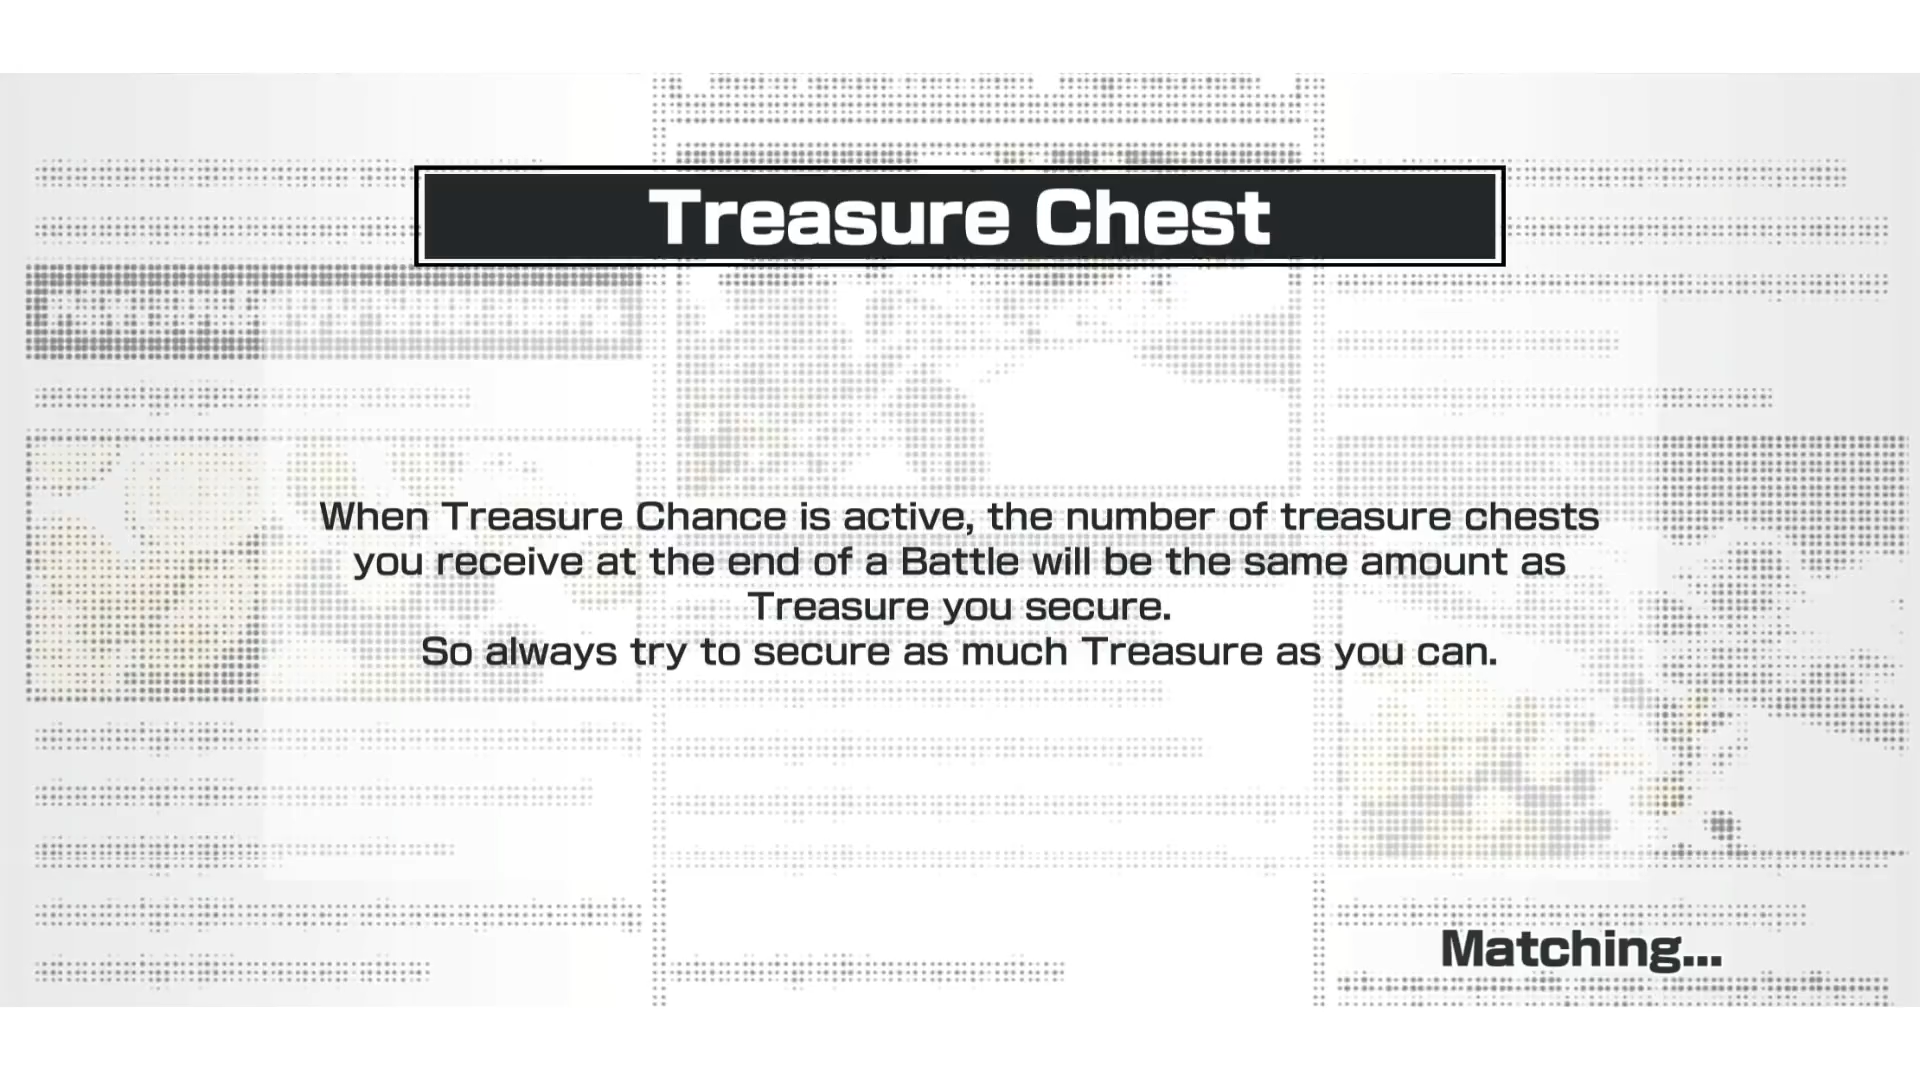 Treasure Chest
When Treasure Chance is active, the number of treasure chests
you receive at the end of a Battle will be the same amount as
Treasure you secure.
So always try to secure as much Treasure as you can.
Matching...